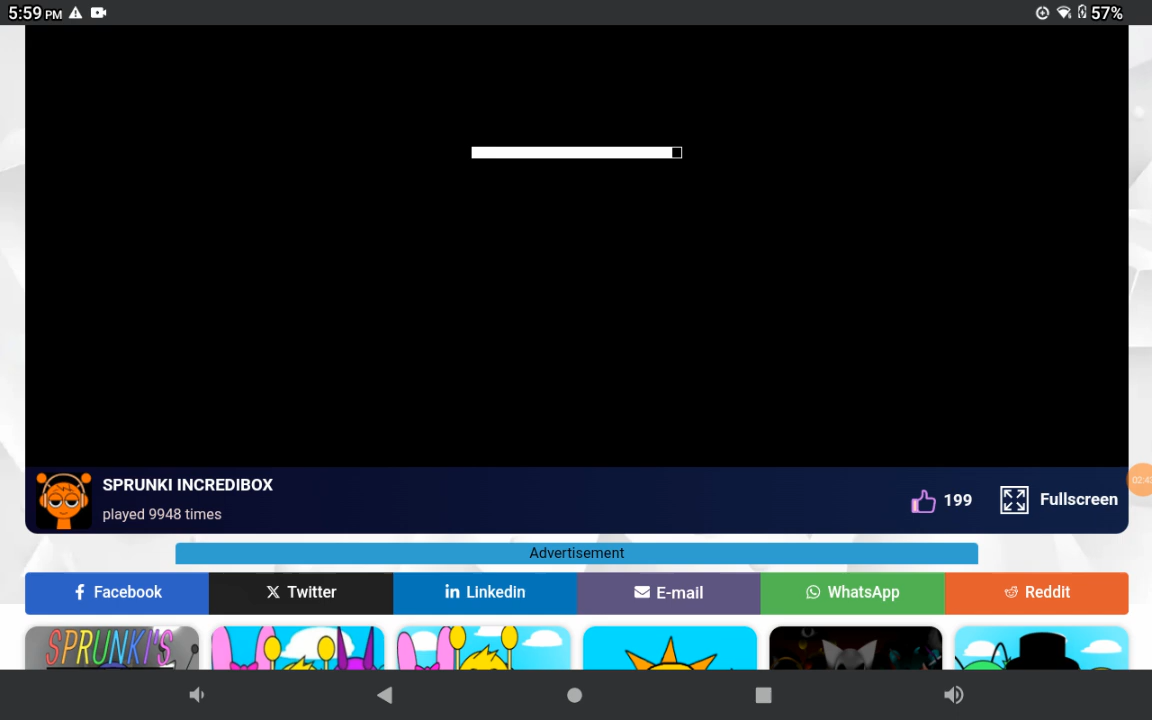 5:59 PM
57%
SPRUNKI INCREDIBOX
played 9948 times
199
Fullscreen
Advertisement
Facebook
Twitter
Linkedin
E-mail
WhatsApp
Reddit
SPRUNKI'S